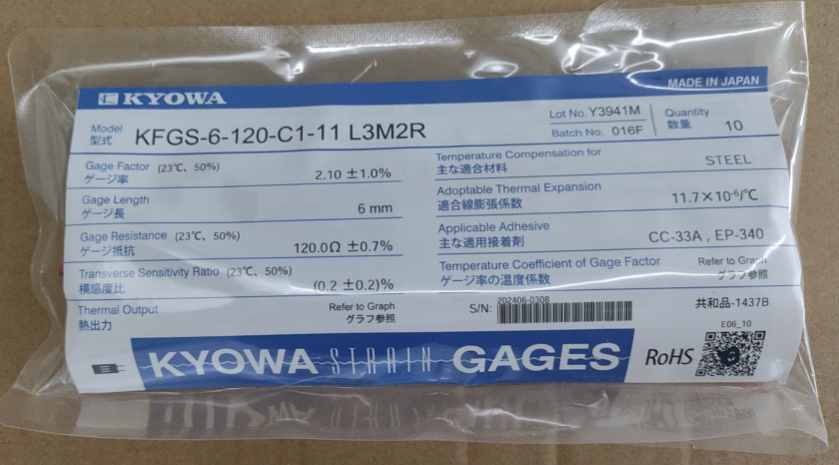 KYOWA
MADE IN JAPAN
Model
型式
KFGS-6-120-C1-11 L3M2R
Lot No. Y3941M
Batch No. 016F
Quantity
数量
10
Gage Factor (23℃, 50%)
ゲージ率
2.10 ±1.0%
Gage Length
ゲージ長
6 mm
Gage Resistance (23℃, 50%)
ゲージ抵抗
120.0Ω ±0.7%
Transverse Sensitivity Ratio (23℃, 50%)
横感度比
(0.2 ±0.2)%
Thermal Output
熱出力
Refer to Graph
グラフ参照
Temperature Compensation for
主な適合材料
STEEL
Adoptable Thermal Expansion
適合線膨張係数
11.7×10⁻⁶/℃
Applicable Adhesive
主な適用接着剤
CC-33A , EP-340
Temperature Coefficient of Gage Factor
ゲージ率の温度係数
Refer to Graph
グラフ参照
S/N:
202406-0308
共和品-1437B
E06_10
KYOWA STRAIN GAGES
RoHS